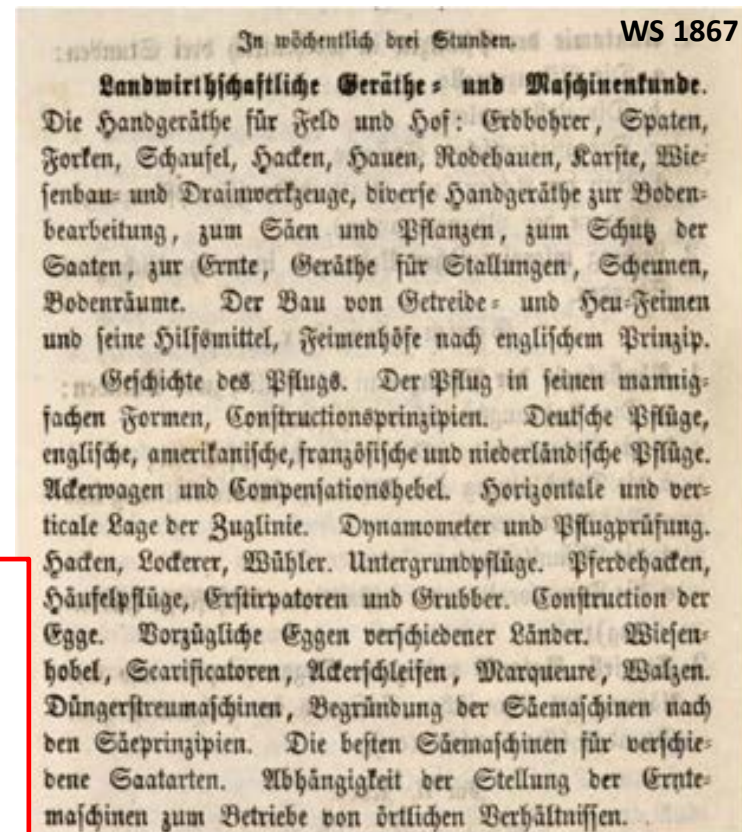 WS 1867
In wöchentlich drei Stunden.
Landwirthschaftliche Geräthe- und Maschinenkunde.
Die Handgeräthe für Feld und Hof: Erdbohrer, Spaten,
Forken, Schaufel, Hacken, Hauen, Rodehauen, Karste, Wie-
senbau- und Drainwerkzeuge, diverse Handgeräthe zur Boden-
bearbeitung, zum Säen und Pflanzen, zum Schutz der
Saaten, zur Ernte, Geräthe für Stallungen, Scheunen,
Bodenräume. Der Bau von Getreide- und Heu-Feimen
und seine Hilfsmittel, Feimenhöfe nach englischem Prinzip.
Geschichte des Pflugs. Der Pflug in seinen mannig-
fachen Formen, Constructionsprinzipien. Deutsche Pflüge,
englische, amerikanische, französische und niederländische Pflüge.
Ackerwagen und Compensationshebel. Horizontale und ver-
ticale Lage der Zuglinie. Dynamometer und Pflugprüfung.
Hacken, Lockerer, Wühler. Untergrundpflüge. Pferdehacken,
Häufelpflüge, Erstirpatoren und Grubber. Construction der
Egge. Vorzügliche Eggen verschiedener Länder. Wiesen-
hobel, Scarificatoren, Ackerschleifen, Marqueure, Walzen.
Düngerstreumaschinen, Begründung der Säemaschinen nach
den Säeprinzipien. Die besten Säemaschinen für verschie-
dene Saatarten. Abhängigkeit der Stellung der Ernte-
maschinen zum Betriebe von örtlichen Verhältnissen.